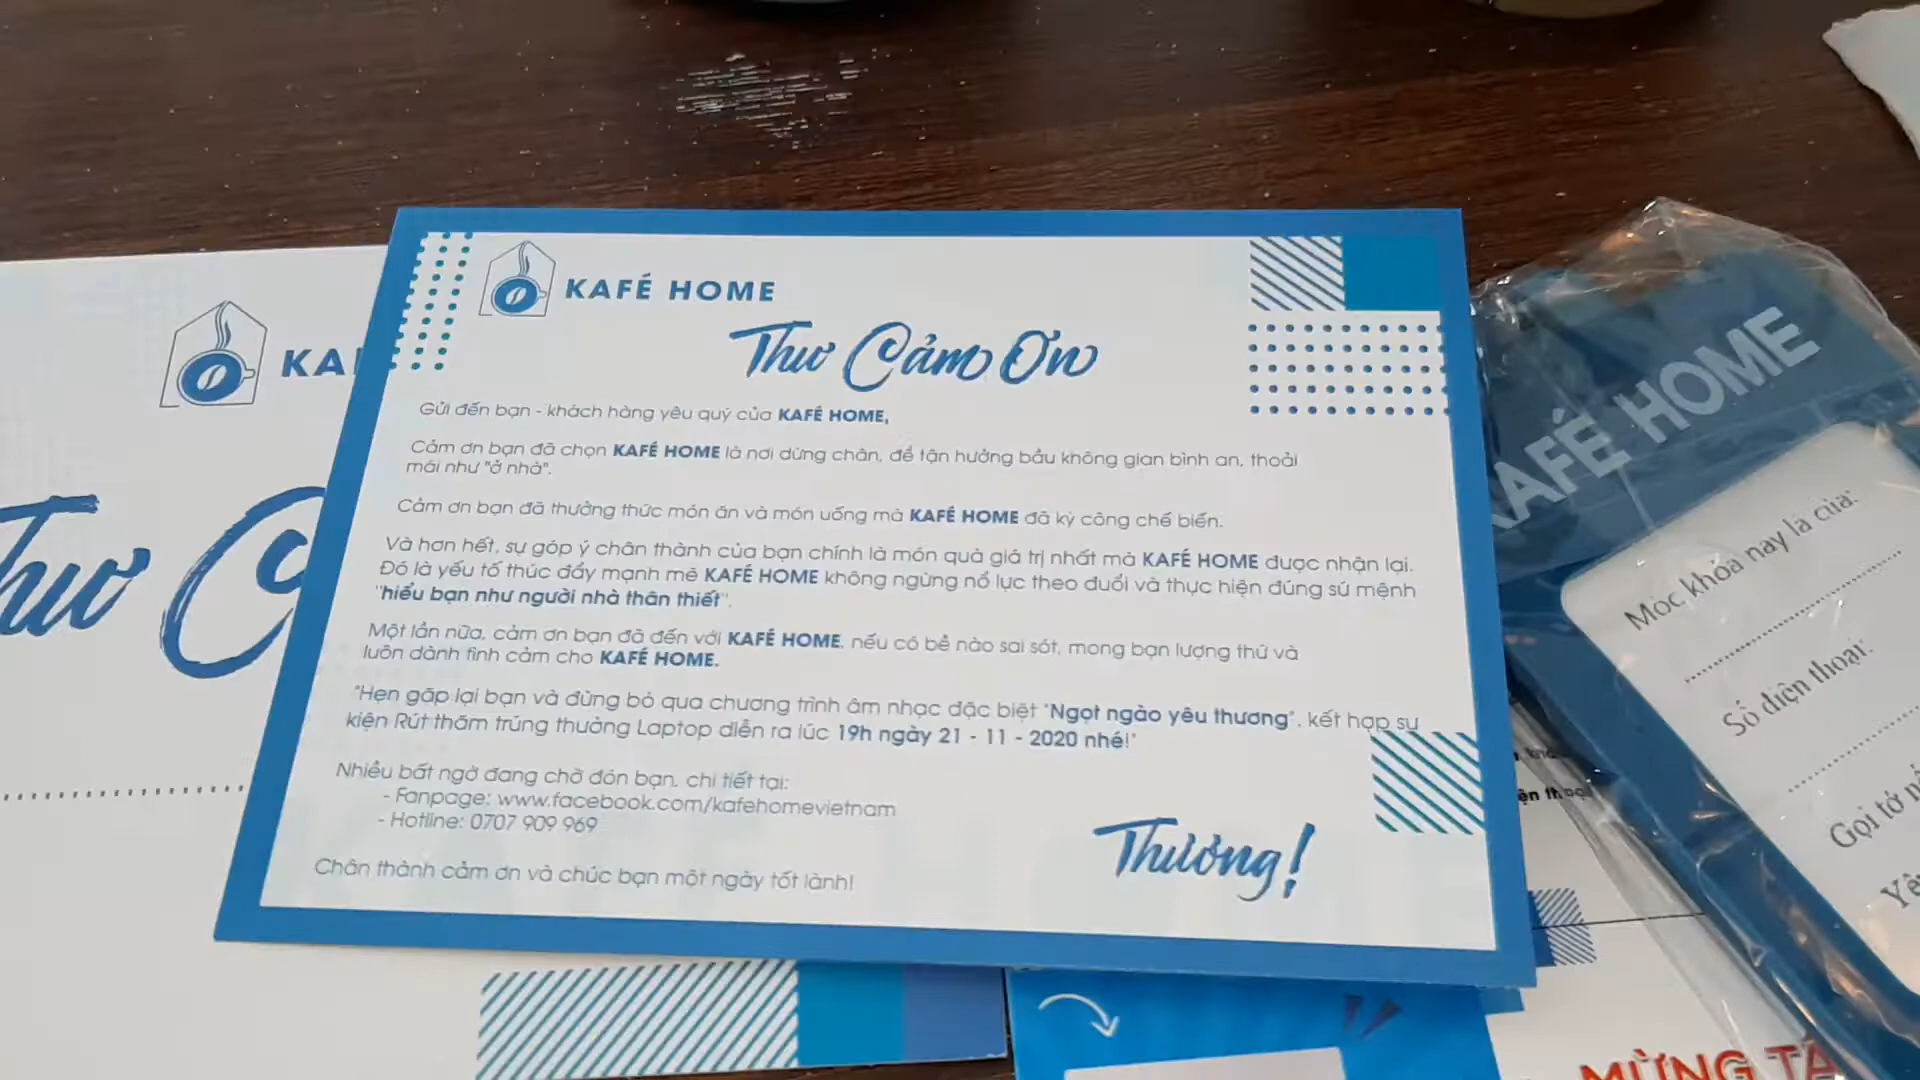 KAFÉ HOME
Thư Cảm Ơn
Gửi đến bạn - khách hàng yêu quý của KAFÉ HOME,
Cảm ơn bạn đã chọn KAFÉ HOME là nơi dừng chân, để tận hưởng bầu không gian bình an, thoải
mái như "ở nhà".
Cảm ơn bạn đã thưởng thức món ăn và món uống mà KAFÉ HOME đã kỳ công chế biến.
Và hơn hết, sự góp ý chân thành của bạn chính là món quà giá trị nhất mà KAFÉ HOME được nhận lại.
Đó là yếu tố thúc đẩy mạnh mẽ KAFÉ HOME không ngừng nỗ lực theo đuổi và thực hiện đúng sứ mệnh
"hiểu bạn như người nhà thân thiết".
Một lần nữa, cảm ơn bạn đã đến với KAFÉ HOME, nếu có bề nào sai sót, mong bạn lượng thứ và
luôn dành tình cảm cho KAFÉ HOME.
"Hẹn gặp lại bạn và đừng bỏ qua chương trình âm nhạc đặc biệt "Ngọt ngào yêu thương", kết hợp sự
kiện Rút thăm trúng thưởng Laptop diễn ra lúc 19h ngày 21 - 11 - 2020 nhé!"
Nhiều bất ngờ đang chờ đón bạn, chi tiết tại:
- Fanpage: www.facebook.com/kafehomevietnam
- Hotline: 0707 909 969
Chân thành cảm ơn và chúc bạn một ngày tốt lành!
Thương!
KA
Thư C
KAFÉ HOME
Móc khóa này là của:
Số điện thoại:
Gọi tớ
MỪNG